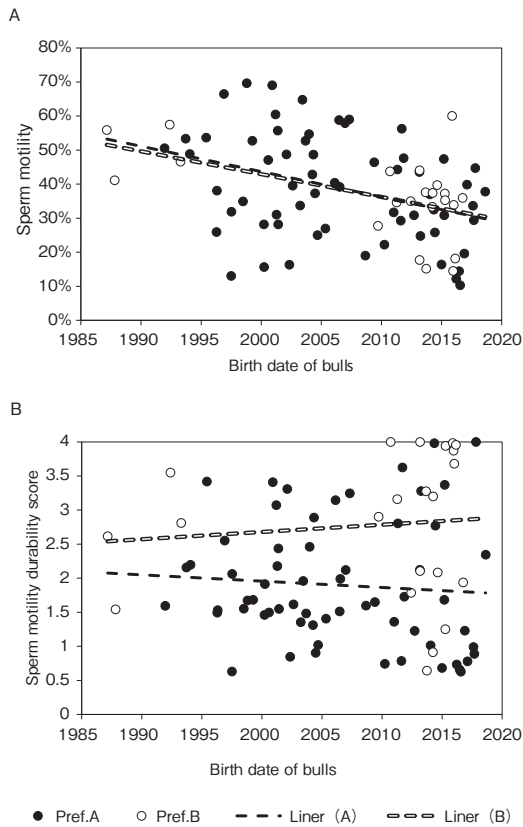 A
80%
70%
60%
50%
40%
30%
20%
10%
0%
Sperm motility
1985 1990 1995 2000 2005 2010 2015 2020
Birth date of bulls
B
4
3.5
3
2.5
2
1.5
1
0.5
0
Sperm motility durability score
1985 1990 1995 2000 2005 2010 2015 2020
Birth date of bulls
Pref.A Pref.B Liner (A) Liner (B)